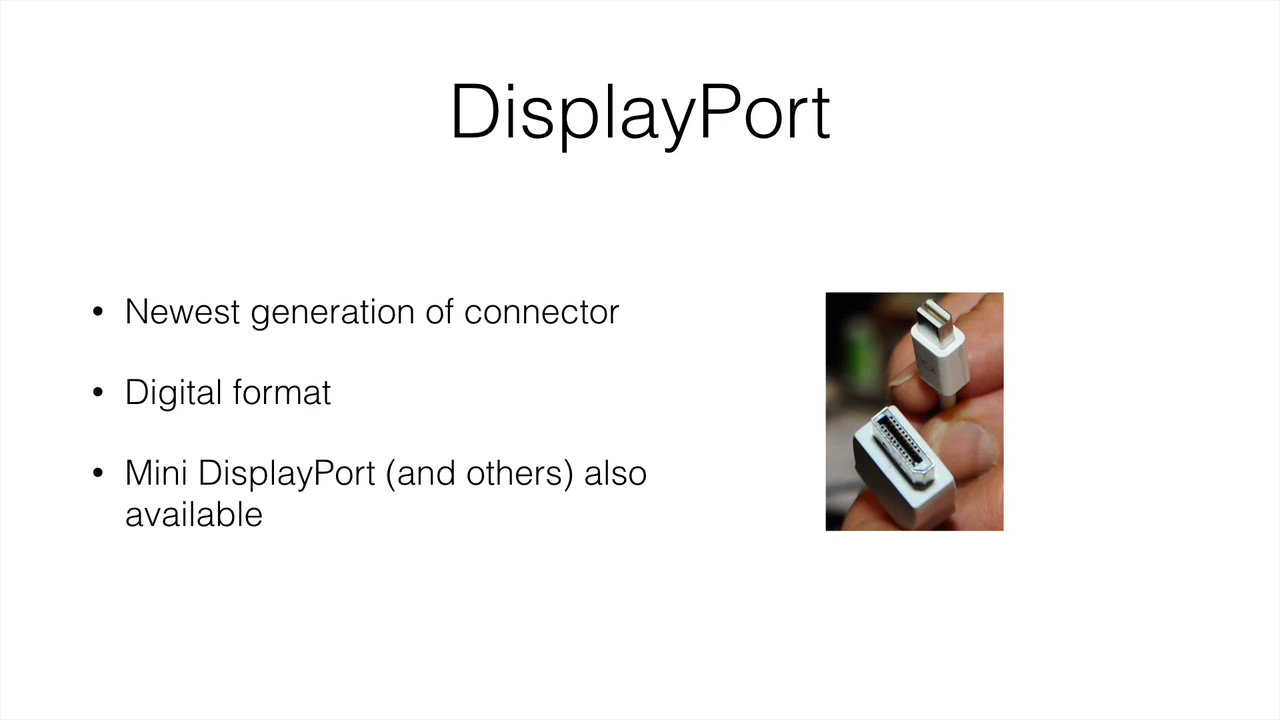 DisplayPort
• Newest generation of connector
• Digital format
• Mini DisplayPort (and others) also
available